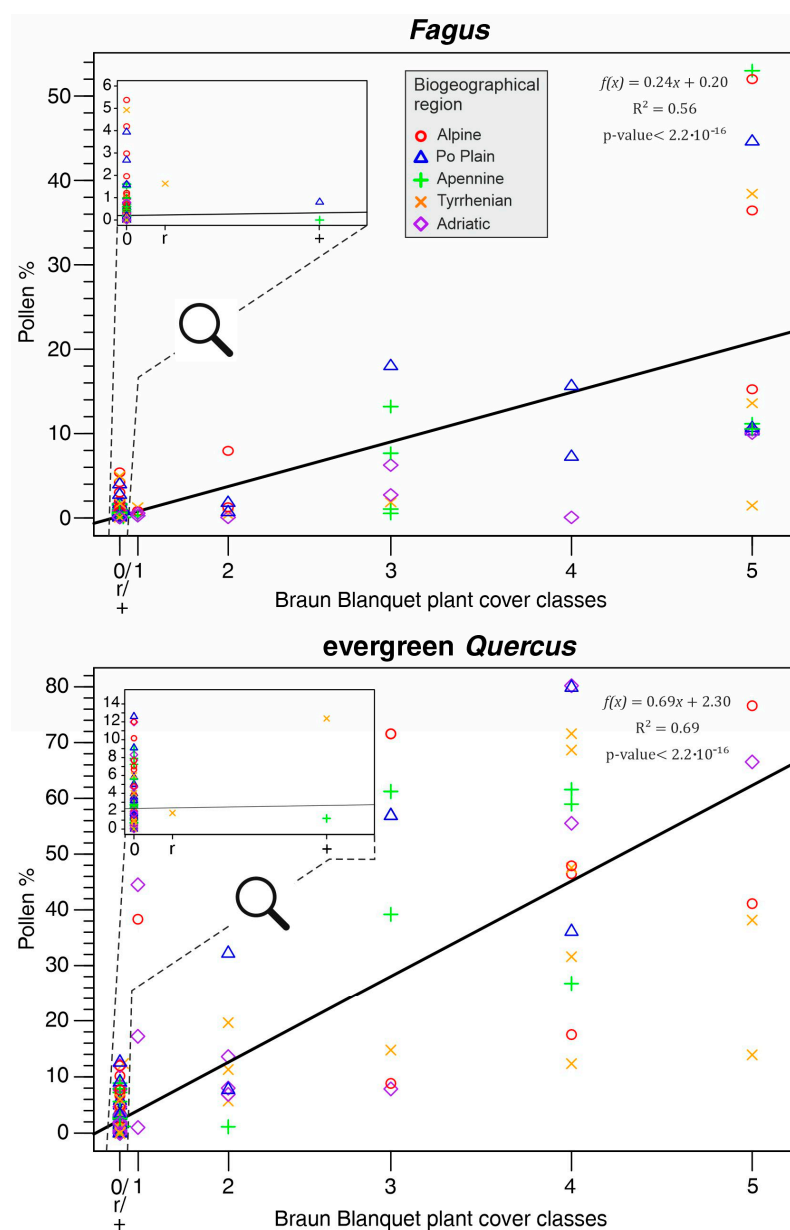 Fagus
6
5
4
3
2
1
0
0
r
+
Biogeographical
region
Alpine
Po Plain
Apennine
Tyrrhenian
Adriatic
f(x) = 0.24x + 0.20
R² = 0.56
p-value< 2.2·10⁻¹⁶
50
40
30
20
10
0
Pollen %
0/
r/
+
1
2
3
4
5
Braun Blanquet plant cover classes
evergreen Quercus
14
12
10
8
6
4
2
0
0
r
+
f(x) = 0.69x + 2.30
R² = 0.69
p-value< 2.2·10⁻¹⁶
80
70
60
50
40
30
20
10
0
Pollen %
0/
r/
+
1
2
3
4
5
Braun Blanquet plant cover classes